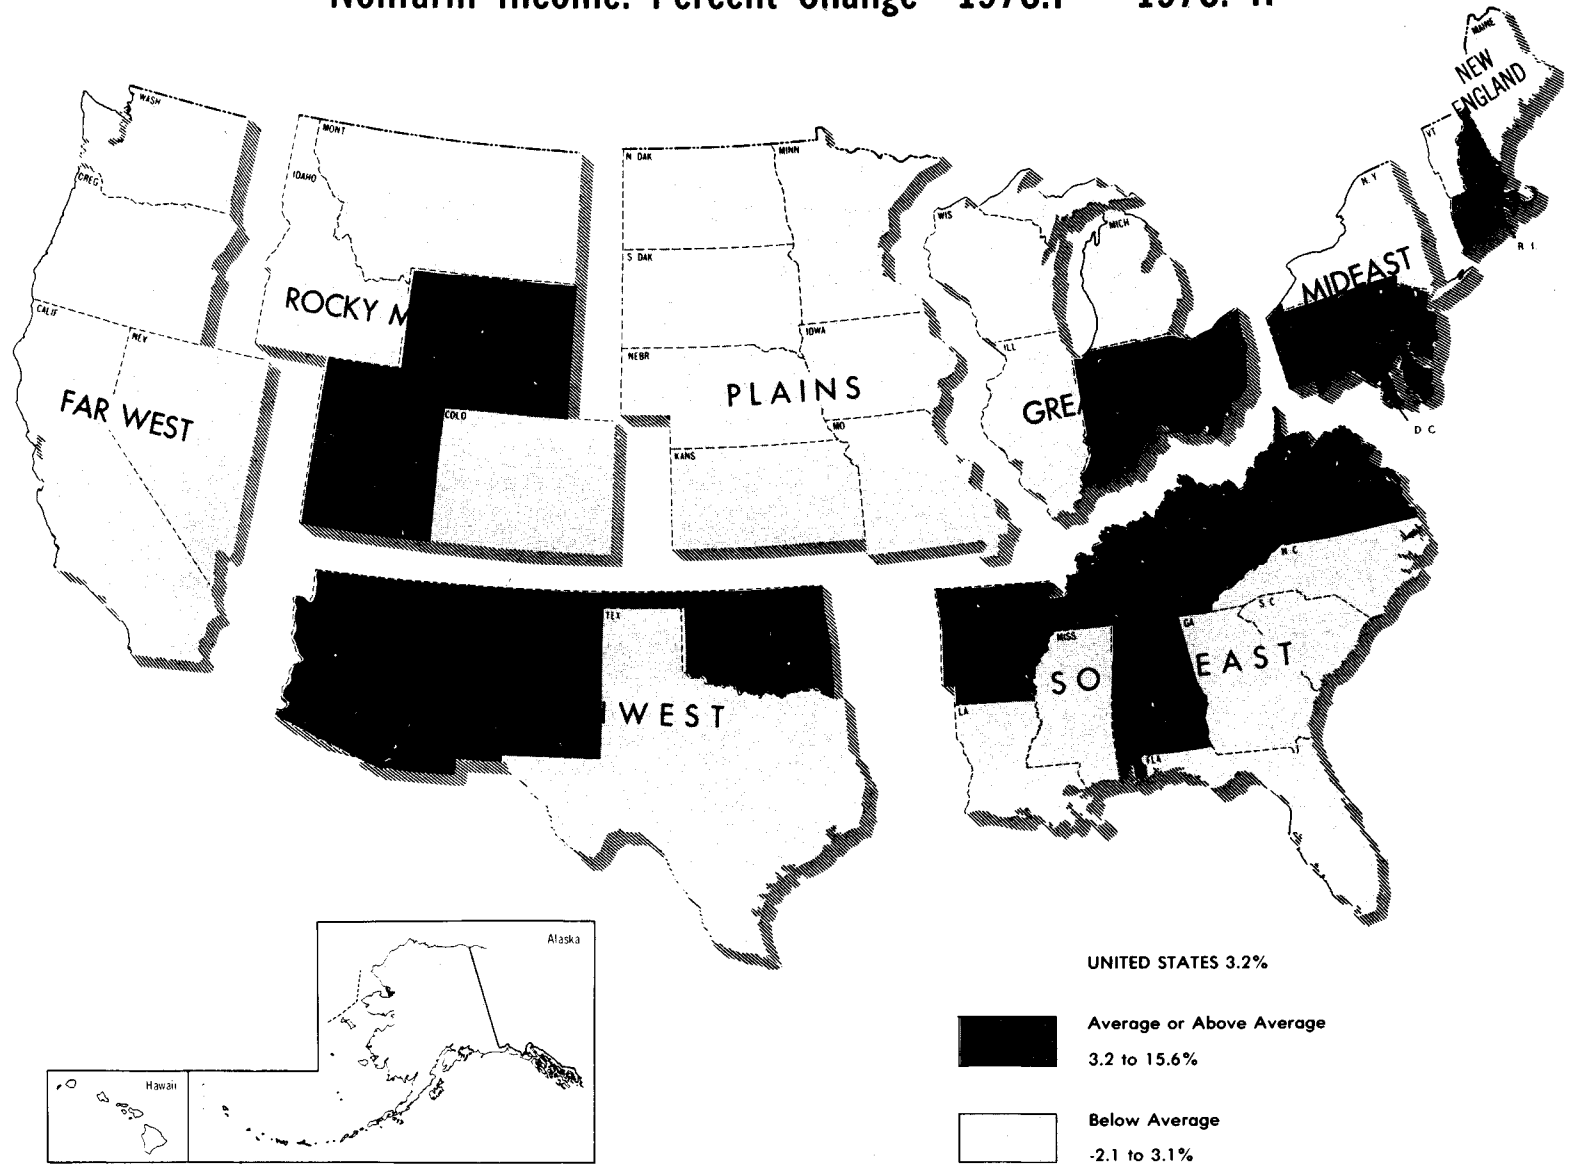 MAINE
NEW
ENGLAND
VT
WASH
MONT
N DAK
MINN
OREG
IDAHO
N.Y
WIS
MICH
S DAK
R I
MIDEAST
ROCKY M
CALIF
NEV
IOWA
ILL
NEBR
PLAINS
FAR WEST
GREA
COLO
MO
D C
KANS
N.C
S.C
TEX
GA
MISS
EAST
SO
WEST
LA
FLA
Alaska
UNITED STATES 3.2%
Average or Above Average
3.2 to 15.6%
Hawaii
Below Average
-2.1 to 3.1%